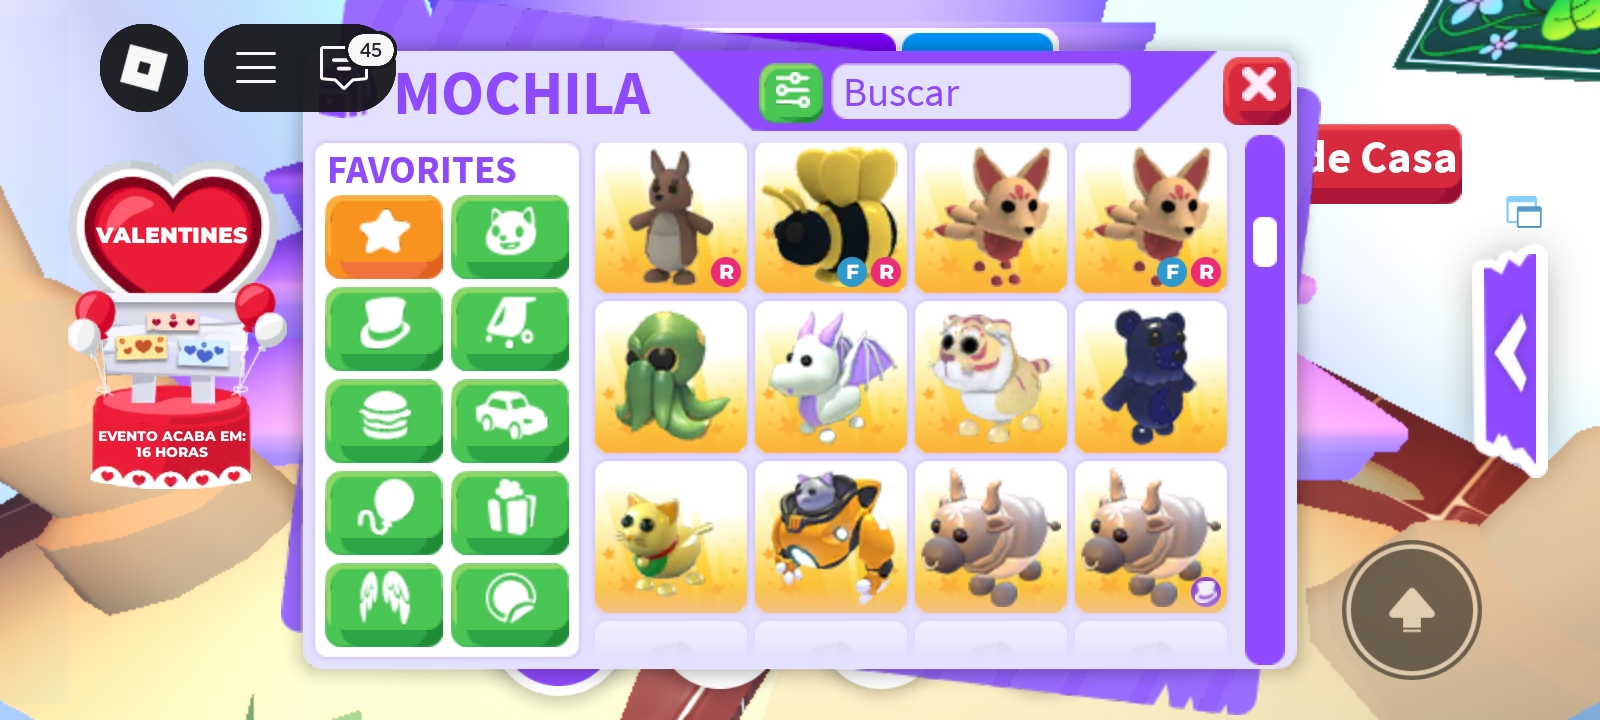 45
MOCHILA
Buscar
FAVORITES
de Casa
VALENTINES
EVENTO ACABA EM:
16 HORAS
R
F R
F R